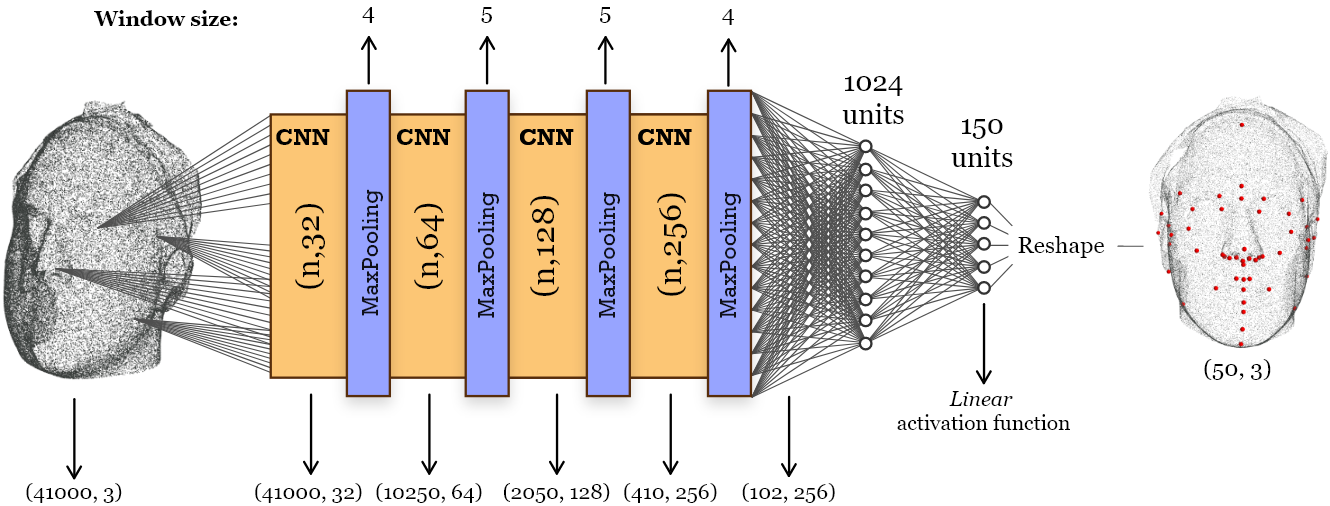 Window size:
4
5
5
4
CNN
(n,32)
MaxPooling
CNN
(n,64)
MaxPooling
CNN
(n,128)
MaxPooling
CNN
(n,256)
MaxPooling
1024
units
150
units
Reshape
(50, 3)
Linear
activation function
(41000, 3)
(41000, 32)
(10250, 64)
(2050, 128)
(410, 256)
(102, 256)